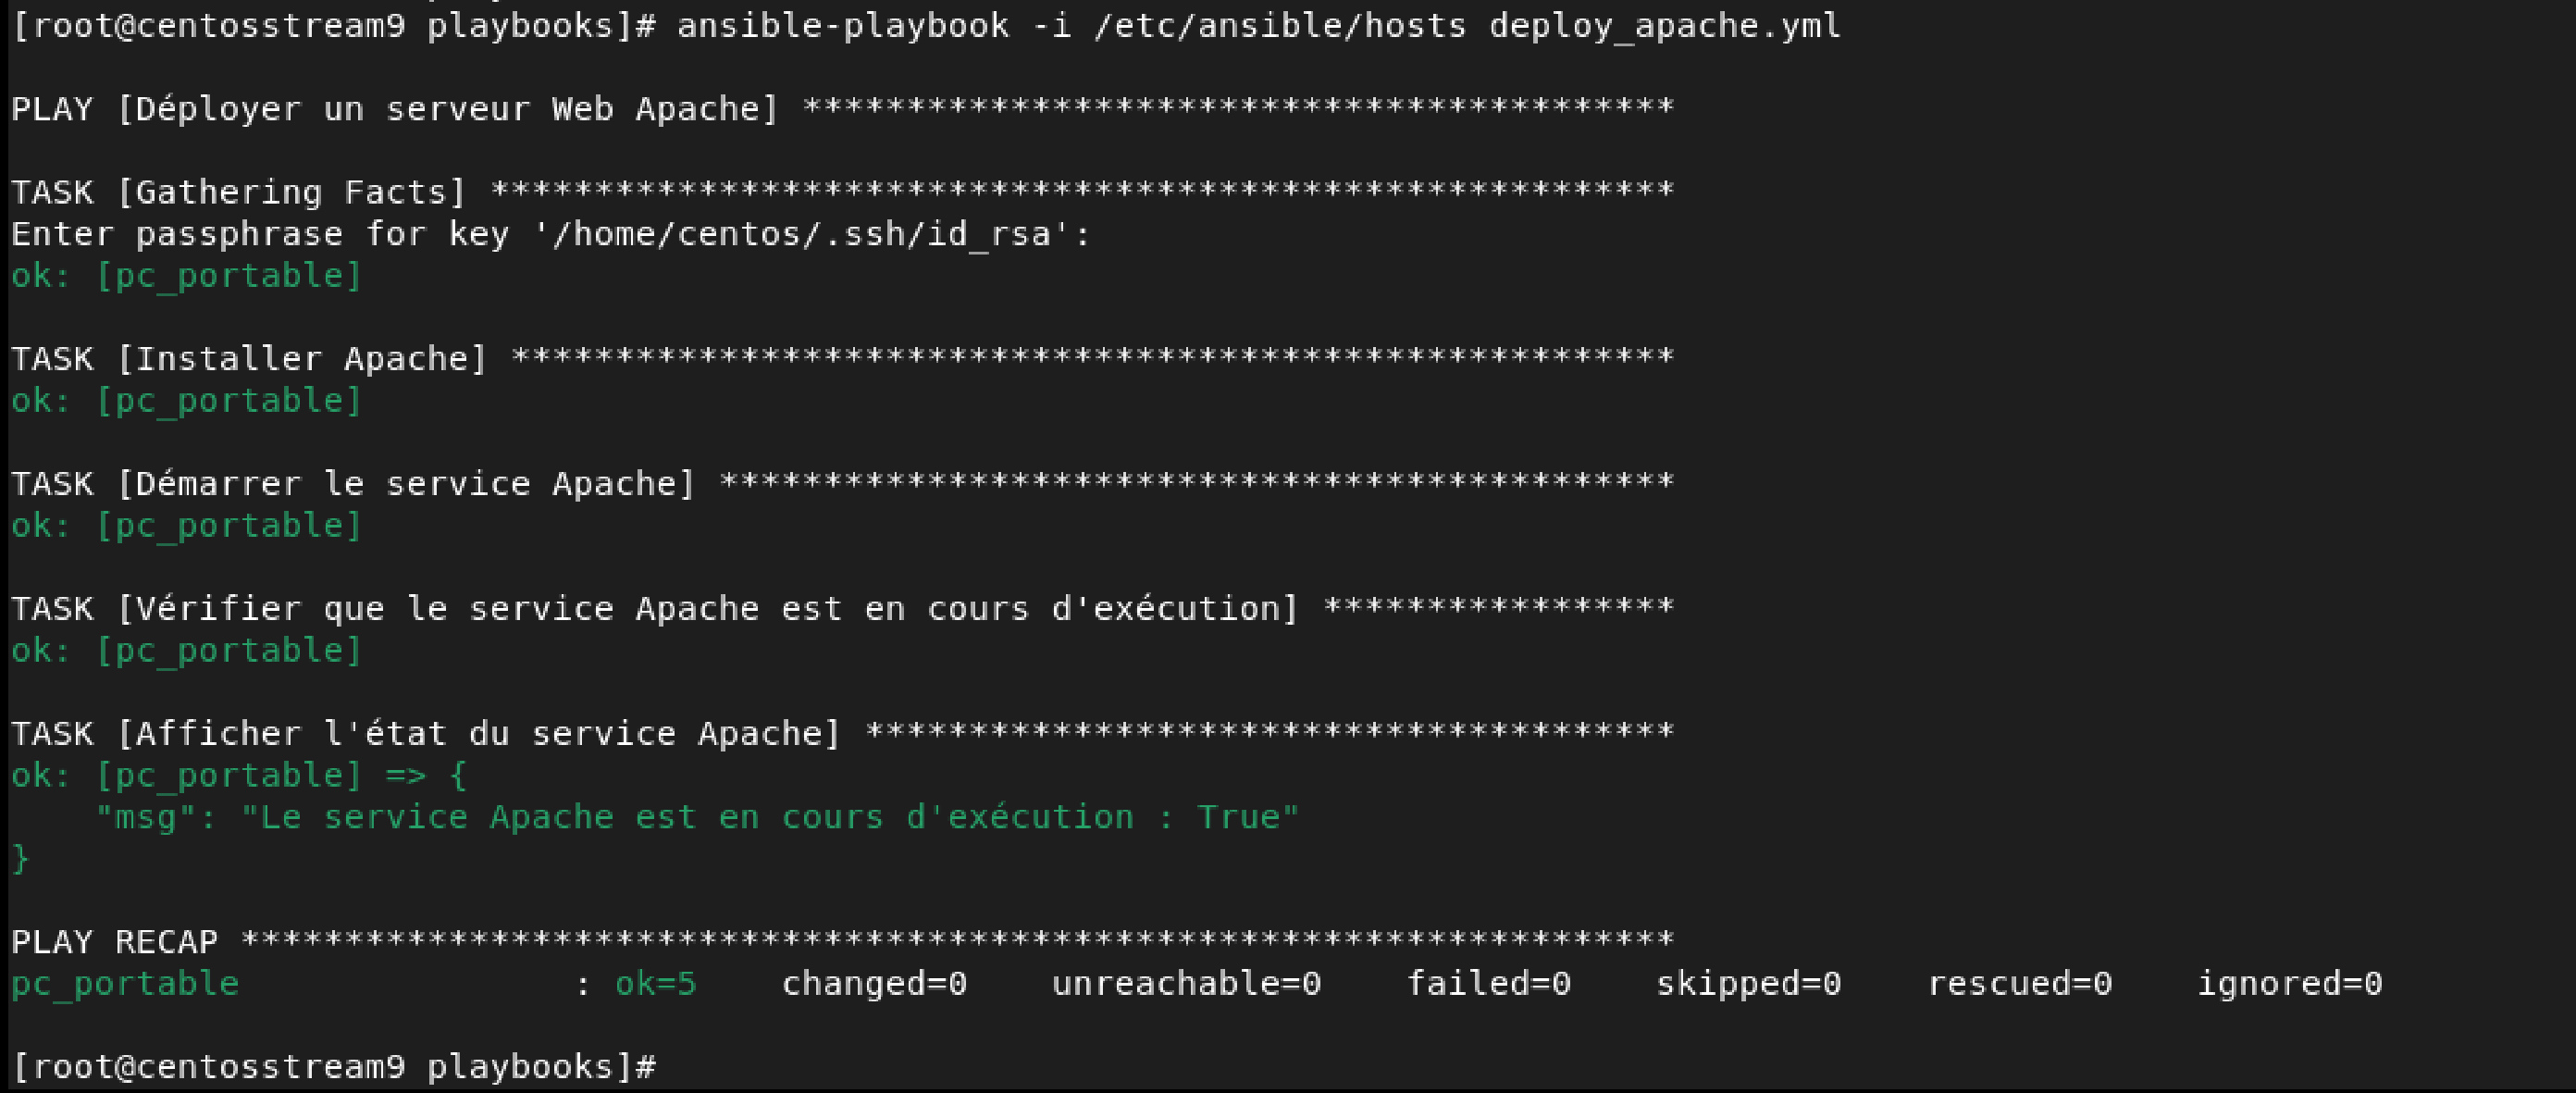 [root@centosstream9 playbooks]# ansible-playbook -i /etc/ansible/hosts deploy_apache.yml
PLAY [Déployer un serveur Web Apache] ******************************************
TASK [Gathering Facts] *********************************************************
Enter passphrase for key '/home/centos/.ssh/id_rsa':
ok: [pc_portable]
TASK [Installer Apache] ********************************************************
ok: [pc_portable]
TASK [Démarrer le service Apache] **********************************************
ok: [pc_portable]
TASK [Vérifier que le service Apache est en cours d'exécution] *****************
ok: [pc_portable]
TASK [Afficher l'état du service Apache] ***************************************
ok: [pc_portable] => {
    "msg": "Le service Apache est en cours d'exécution : True"
}
PLAY RECAP *********************************************************************
pc_portable                : ok=5    changed=0    unreachable=0    failed=0    skipped=0    rescued=0    ignored=0
[root@centosstream9 playbooks]#